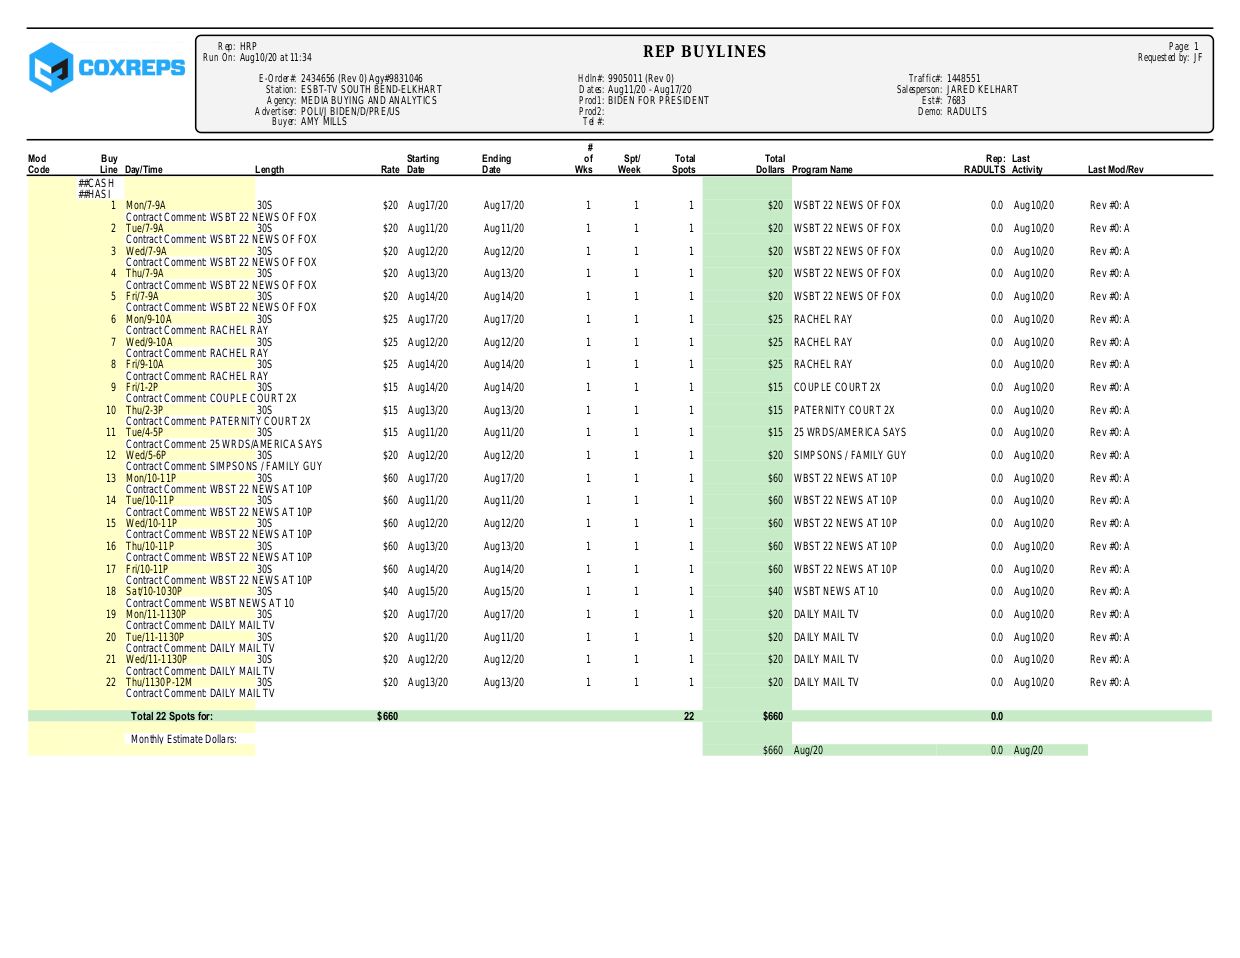 COXREPS
Rep: HRP
Run On: Aug10/20 at 11:34
REP BUYLINES
Page: 1
Requested by: JF
E-Order#: 2434656 (Rev 0) Agy#9831046 Hdln#: 9905011 (Rev 0) Traffic#: 1448551
Station: ESBT-TV SOUTH BEND-ELKHART Dates: Aug11/20 - Aug17/20 Salesperson: JARED KELHART
Agency: MEDIA BUYING AND ANALYTICS Prod1: BIDEN FOR PRESIDENT Est#: 7683
Advertiser: POLI/J BIDEN/D/PRE/US Prod2: Demo: RADULTS
Buyer: AMY MILLS Tel #:
Mod Code Buy Line Day/Time Length Rate Starting Date Ending Date # of Wks Spt/ Week Total Spots Total Dollars Program Name Rep: RADULTS Last Activity Last Mod/Rev
##CASH
##HASI
1 Mon/7-9A 30S $20 Aug17/20 Aug17/20 1 1 1 $20 WSBT 22 NEWS OF FOX 0.0 Aug10/20 Rev #0: A
Contract Comment: WSBT 22 NEWS OF FOX
2 Tue/7-9A 30S $20 Aug11/20 Aug11/20 1 1 1 $20 WSBT 22 NEWS OF FOX 0.0 Aug10/20 Rev #0: A
Contract Comment: WSBT 22 NEWS OF FOX
3 Wed/7-9A 30S $20 Aug12/20 Aug12/20 1 1 1 $20 WSBT 22 NEWS OF FOX 0.0 Aug10/20 Rev #0: A
Contract Comment: WSBT 22 NEWS OF FOX
4 Thu/7-9A 30S $20 Aug13/20 Aug13/20 1 1 1 $20 WSBT 22 NEWS OF FOX 0.0 Aug10/20 Rev #0: A
Contract Comment: WSBT 22 NEWS OF FOX
5 Fri/7-9A 30S $20 Aug14/20 Aug14/20 1 1 1 $20 WSBT 22 NEWS OF FOX 0.0 Aug10/20 Rev #0: A
Contract Comment: WSBT 22 NEWS OF FOX
6 Mon/9-10A 30S $25 Aug17/20 Aug17/20 1 1 1 $25 RACHEL RAY 0.0 Aug10/20 Rev #0: A
Contract Comment: RACHEL RAY
7 Wed/9-10A 30S $25 Aug12/20 Aug12/20 1 1 1 $25 RACHEL RAY 0.0 Aug10/20 Rev #0: A
Contract Comment: RACHEL RAY
8 Fri/9-10A 30S $25 Aug14/20 Aug14/20 1 1 1 $25 RACHEL RAY 0.0 Aug10/20 Rev #0: A
Contract Comment: RACHEL RAY
9 Fri/1-2P 30S $15 Aug14/20 Aug14/20 1 1 1 $15 COUPLE COURT 2X 0.0 Aug10/20 Rev #0: A
Contract Comment: COUPLE COURT 2X
10 Thu/2-3P 30S $15 Aug13/20 Aug13/20 1 1 1 $15 PATERNITY COURT 2X 0.0 Aug10/20 Rev #0: A
Contract Comment: PATERNITY COURT 2X
11 Tue/4-5P 30S $15 Aug11/20 Aug11/20 1 1 1 $15 25 WRDS/AMERICA SAYS 0.0 Aug10/20 Rev #0: A
Contract Comment: 25 WRDS/AMERICA SAYS
12 Wed/5-6P 30S $20 Aug12/20 Aug12/20 1 1 1 $20 SIMPSONS / FAMILY GUY 0.0 Aug10/20 Rev #0: A
Contract Comment: SIMPSONS / FAMILY GUY
13 Mon/10-11P 30S $60 Aug17/20 Aug17/20 1 1 1 $60 WBST 22 NEWS AT 10P 0.0 Aug10/20 Rev #0: A
Contract Comment: WBST 22 NEWS AT 10P
14 Tue/10-11P 30S $60 Aug11/20 Aug11/20 1 1 1 $60 WBST 22 NEWS AT 10P 0.0 Aug10/20 Rev #0: A
Contract Comment: WBST 22 NEWS AT 10P
15 Wed/10-11P 30S $60 Aug12/20 Aug12/20 1 1 1 $60 WBST 22 NEWS AT 10P 0.0 Aug10/20 Rev #0: A
Contract Comment: WBST 22 NEWS AT 10P
16 Thu/10-11P 30S $60 Aug13/20 Aug13/20 1 1 1 $60 WBST 22 NEWS AT 10P 0.0 Aug10/20 Rev #0: A
Contract Comment: WBST 22 NEWS AT 10P
17 Fri/10-11P 30S $60 Aug14/20 Aug14/20 1 1 1 $60 WBST 22 NEWS AT 10P 0.0 Aug10/20 Rev #0: A
Contract Comment: WBST 22 NEWS AT 10P
18 Sat/10-1030P 30S $40 Aug15/20 Aug15/20 1 1 1 $40 WSBT NEWS AT 10 0.0 Aug10/20 Rev #0: A
Contract Comment: WSBT NEWS AT 10
19 Mon/11-1130P 30S $20 Aug17/20 Aug17/20 1 1 1 $20 DAILY MAIL TV 0.0 Aug10/20 Rev #0: A
Contract Comment: DAILY MAIL TV
20 Tue/11-1130P 30S $20 Aug11/20 Aug11/20 1 1 1 $20 DAILY MAIL TV 0.0 Aug10/20 Rev #0: A
Contract Comment: DAILY MAIL TV
21 Wed/11-1130P 30S $20 Aug12/20 Aug12/20 1 1 1 $20 DAILY MAIL TV 0.0 Aug10/20 Rev #0: A
Contract Comment: DAILY MAIL TV
22 Thu/1130P-12M 30S $20 Aug13/20 Aug13/20 1 1 1 $20 DAILY MAIL TV 0.0 Aug10/20 Rev #0: A
Contract Comment: DAILY MAIL TV
Total 22 Spots for: $660 22 $660 0.0
Monthly Estimate Dollars:
$660 Aug/20 0.0 Aug/20